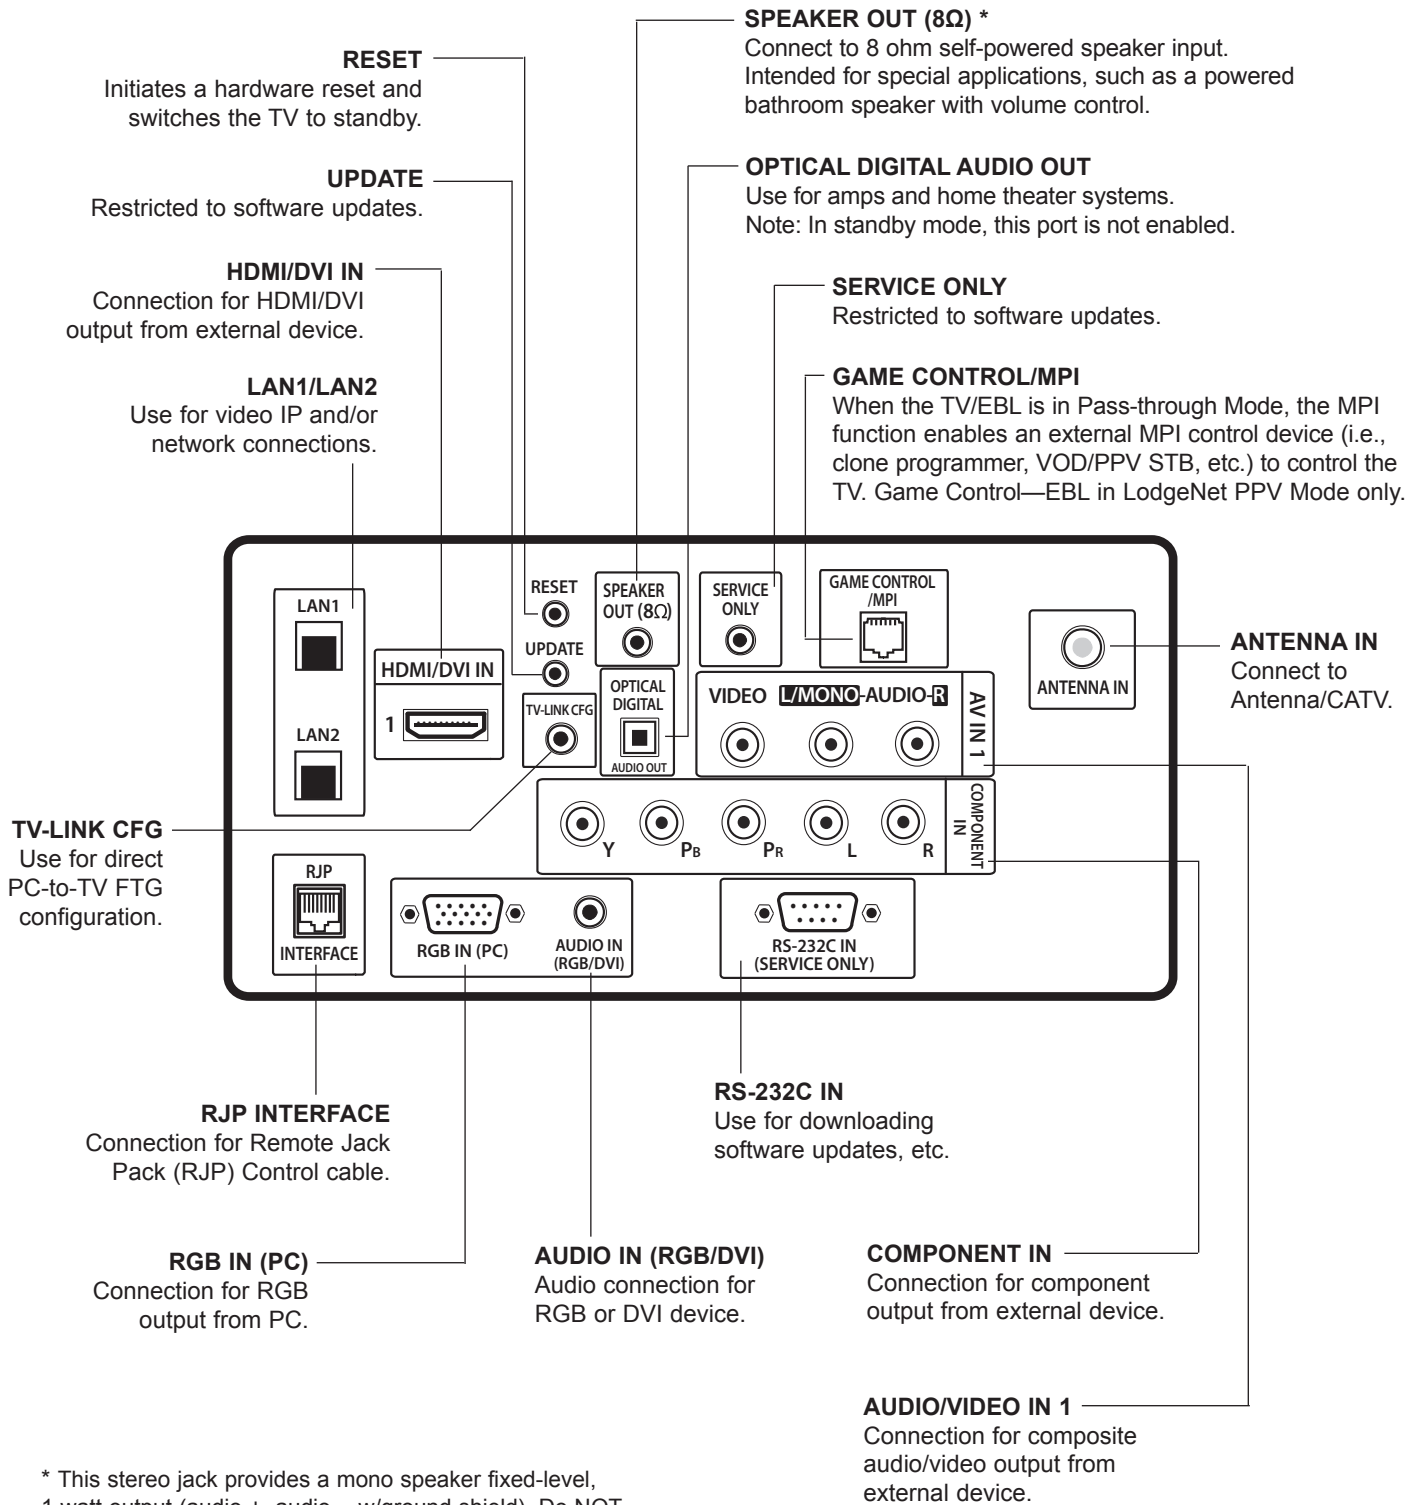 SPEAKER OUT (8Ω) *
Connect to 8 ohm self-powered speaker input.
Intended for special applications, such as a powered
bathroom speaker with volume control.
RESET
Initiates a hardware reset and
switches the TV to standby.
OPTICAL DIGITAL AUDIO OUT
Use for amps and home theater systems.
Note: In standby mode, this port is not enabled.
UPDATE
Restricted to software updates.
HDMI/DVI IN
Connection for HDMI/DVI
output from external device.
SERVICE ONLY
Restricted to software updates.
LAN1/LAN2
Use for video IP and/or
network connections.
GAME CONTROL/MPI
When the TV/EBL is in Pass-through Mode, the MPI
function enables an external MPI control device (i.e.,
clone programmer, VOD/PPV STB, etc.) to control the
TV. Game Control—EBL in LodgeNet PPV Mode only.
LAN1
LAN2
HDMI/DVI IN
1
RESET
UPDATE
TV-LINK CFG
SPEAKER
OUT (8Ω)
OPTICAL
DIGITAL
AUDIO OUT
SERVICE
ONLY
GAME CONTROL
/MPI
VIDEO L/MONO-AUDIO-R
AV IN 1
ANTENNA IN
ANTENNA IN
Connect to
Antenna/CATV.
Y PB PR L R
COMPONENT
IN
TV-LINK CFG
Use for direct
PC-to-TV FTG
configuration.
RJP
INTERFACE
RGB IN (PC)
AUDIO IN
(RGB/DVI)
RS-232C IN
(SERVICE ONLY)
RJP INTERFACE
Connection for Remote Jack
Pack (RJP) Control cable.
RS-232C IN
Use for downloading
software updates, etc.
RGB IN (PC)
Connection for RGB
output from PC.
AUDIO IN (RGB/DVI)
Audio connection for
RGB or DVI device.
COMPONENT IN
Connection for component
output from external device.
AUDIO/VIDEO IN 1
Connection for composite
audio/video output from
external device.
* This stereo jack provides a mono speaker fixed-level,
1 watt output (audio +, audio – w/ground shield). Do NOT